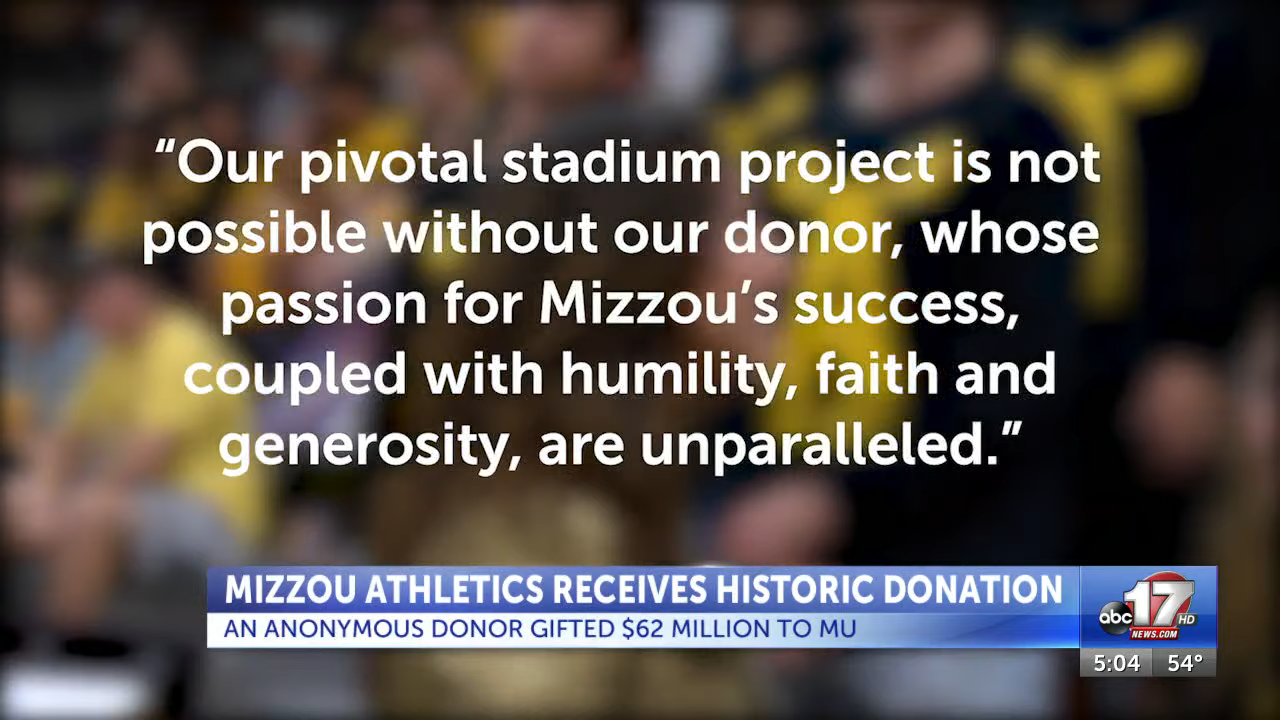 “Our pivotal stadium project is not
possible without our donor, whose
passion for Mizzou’s success,
coupled with humility, faith and
generosity, are unparalleled.”
MIZZOU ATHLETICS RECEIVES HISTORIC DONATION
AN ANONYMOUS DONOR GIFTED $62 MILLION TO MU
abc 17 HD
NEWS.COM
5:04 54°